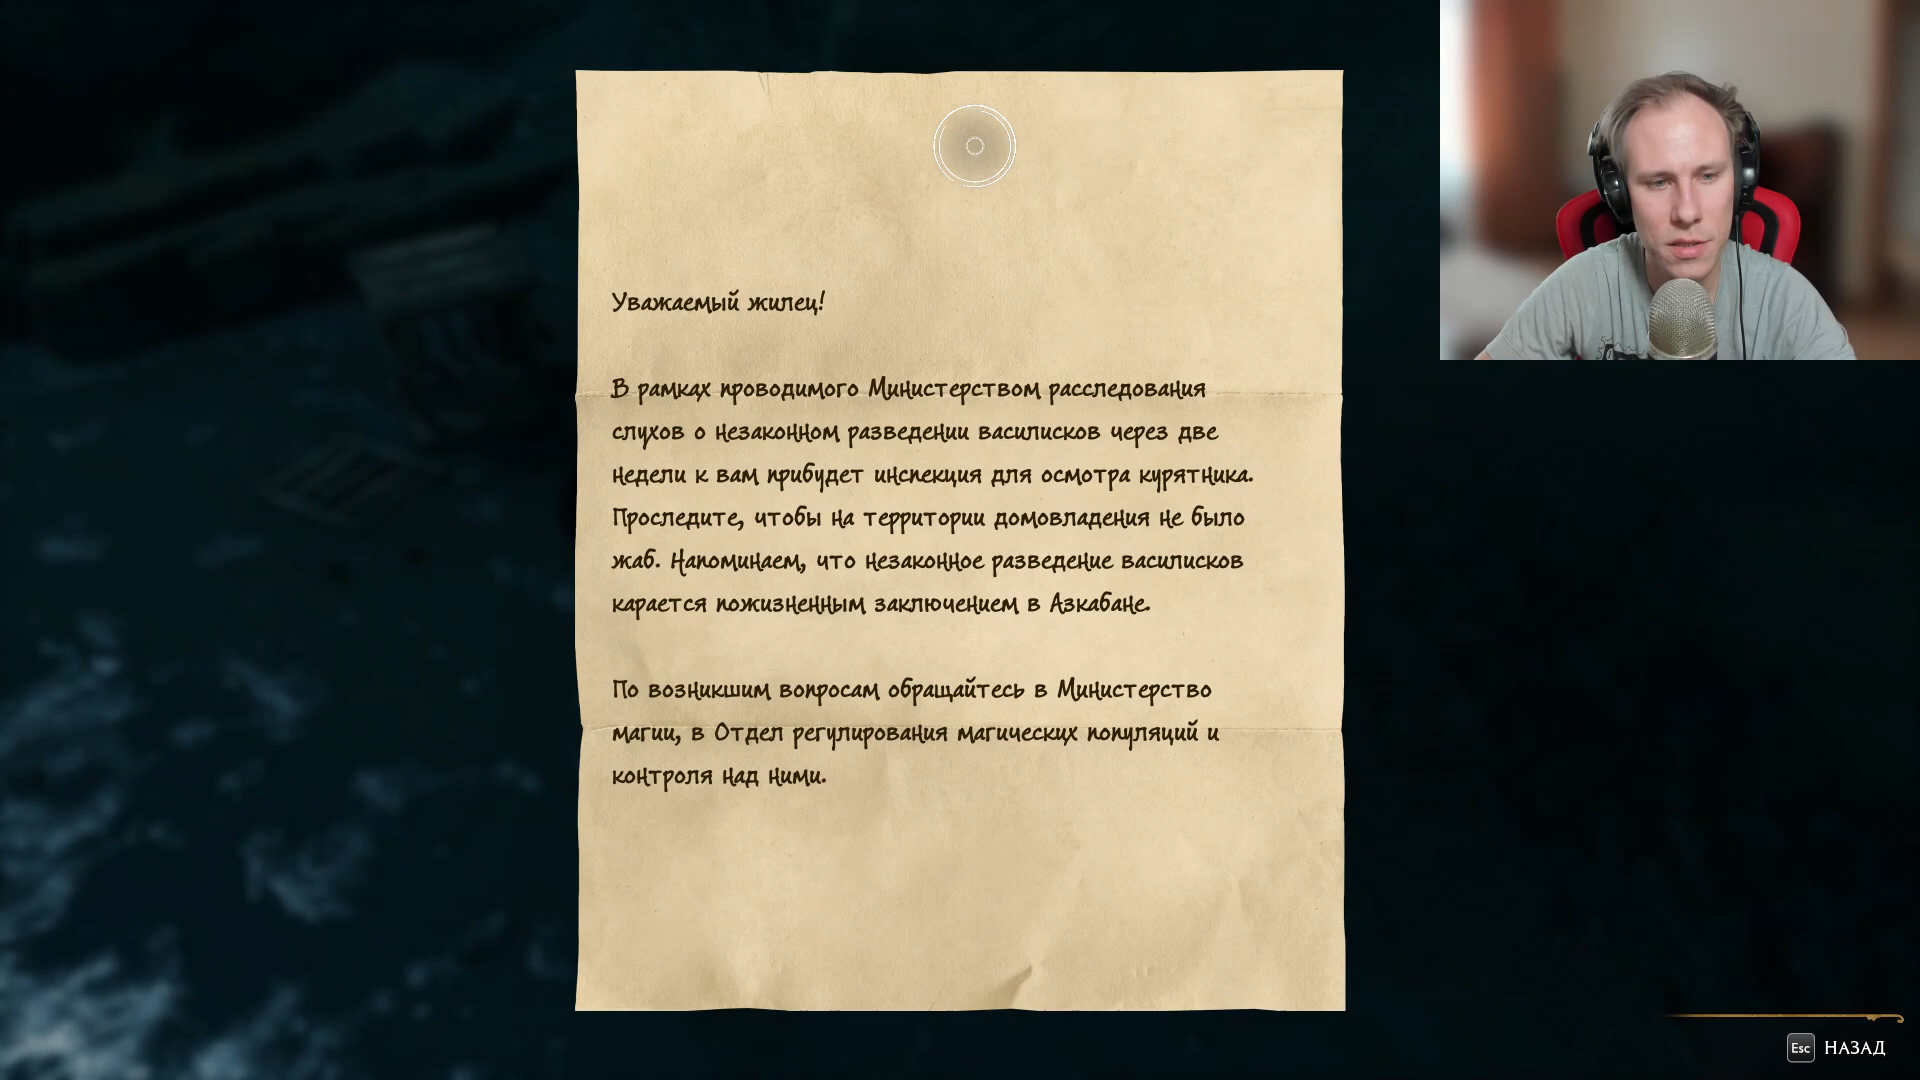 Уважаемый жилец!
В рамках проводимого Министерством расследования
слухов о незаконном разведении василисков через две
недели к вам прибудет инспекция для осмотра курятника.
Проследите, чтобы на территории домовладения не было
жаб. Напоминаем, что незаконное разведение василисков
карается пожизненным заключением в Азкабане.
По возникшим вопросам обращайтесь в Министерство
магии, в Отдел регулирования магических популяций и
контроля над ними.
Esc НАЗАД